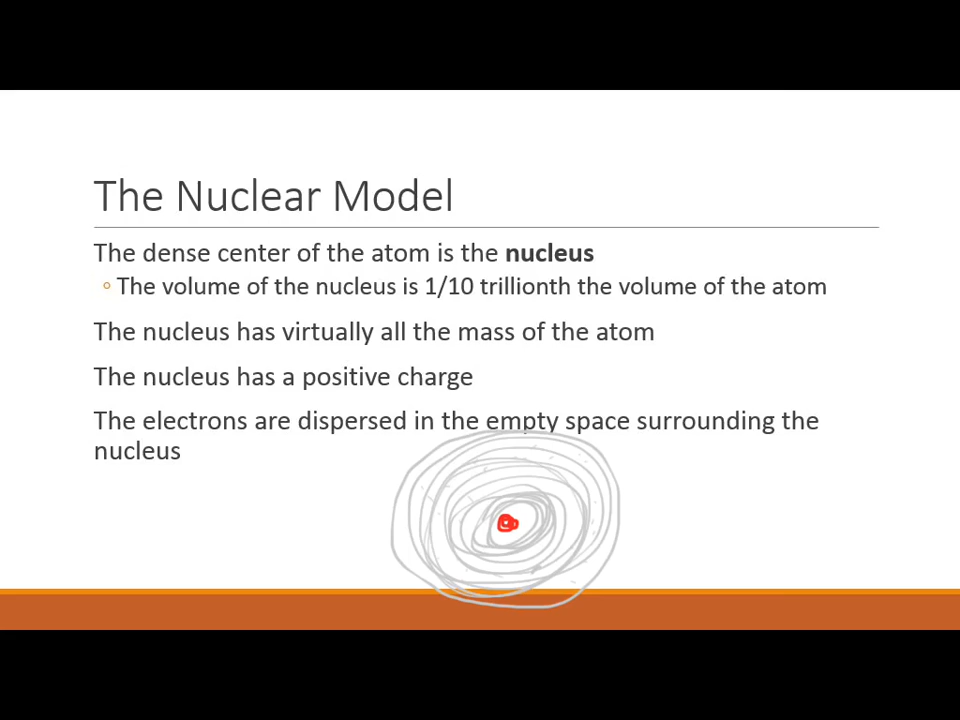 The Nuclear Model
The dense center of the atom is the nucleus
◦ The volume of the nucleus is 1/10 trillionth the volume of the atom
The nucleus has virtually all the mass of the atom
The nucleus has a positive charge
The electrons are dispersed in the empty space surrounding the
nucleus